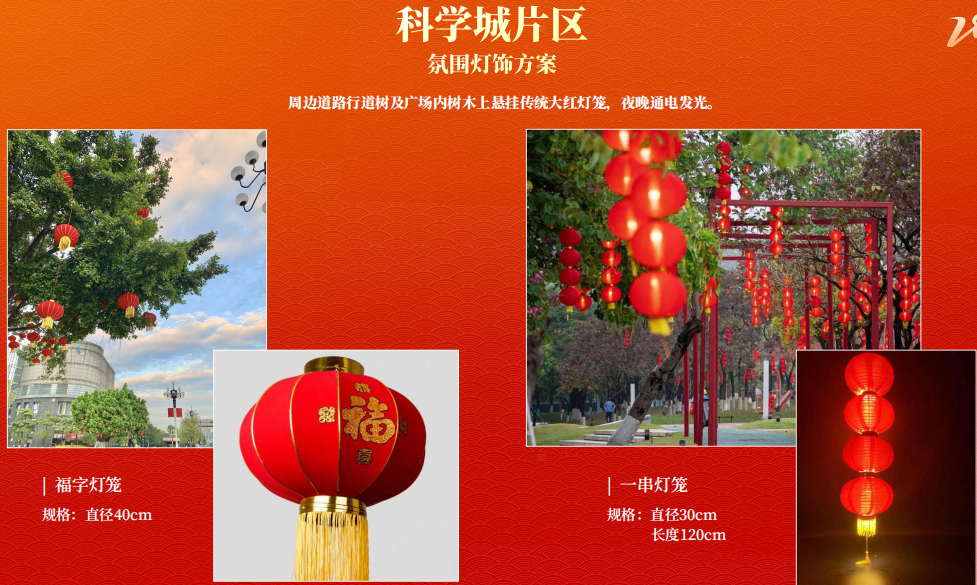 科学城片区
氛围灯饰方案
周边道路行道树及广场内树木上悬挂传统大红灯笼，夜晚通电发光。
福
｜福字灯笼
规格：直径40cm
｜一串灯笼
规格：直径30cm
长度120cm